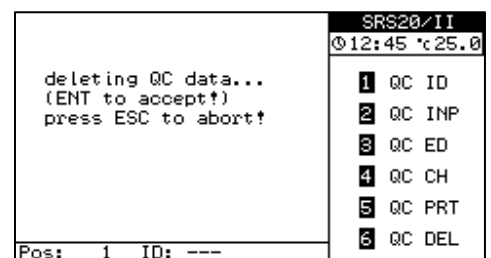 deleting QC data...
(ENT to accept!)
press ESC to abort!
Pos: 1 ID: ---
SRS20/II
12:45 °c25.0
1 QC ID
2 QC INP
3 QC ED
4 QC CH
5 QC PRT
6 QC DEL